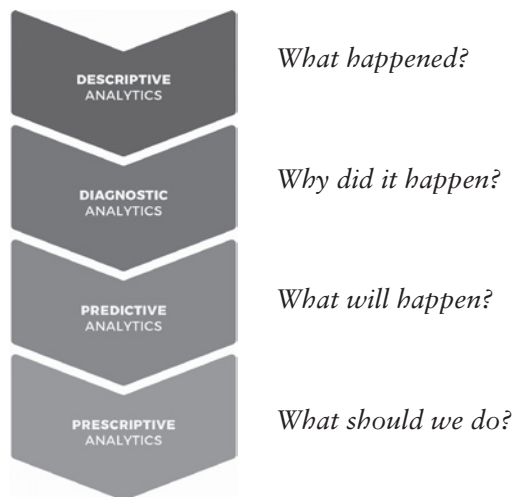 DESCRIPTIVE
ANALYTICS
What happened?
DIAGNOSTIC
ANALYTICS
Why did it happen?
PREDICTIVE
ANALYTICS
What will happen?
PRESCRIPTIVE
ANALYTICS
What should we do?